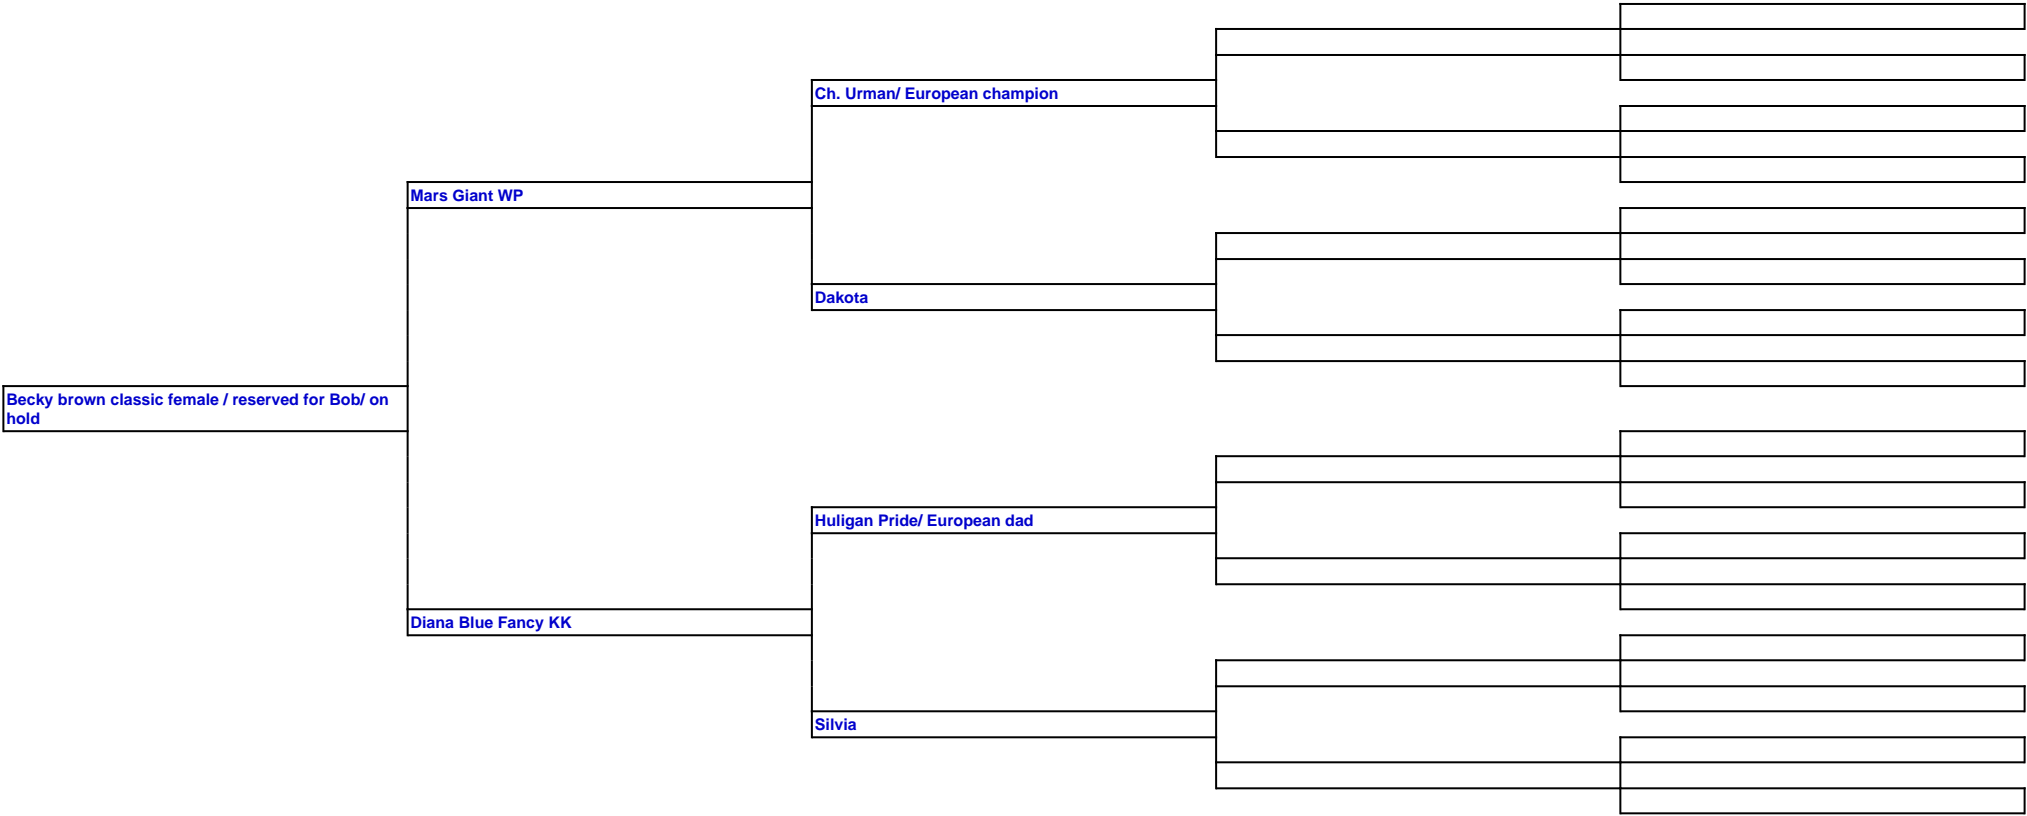 Ch. Urman/ European champion
Mars Giant WP
Dakota
Becky brown classic female / reserved for Bob/ on
hold
Huligan Pride/ European dad
Diana Blue Fancy KK
Silvia